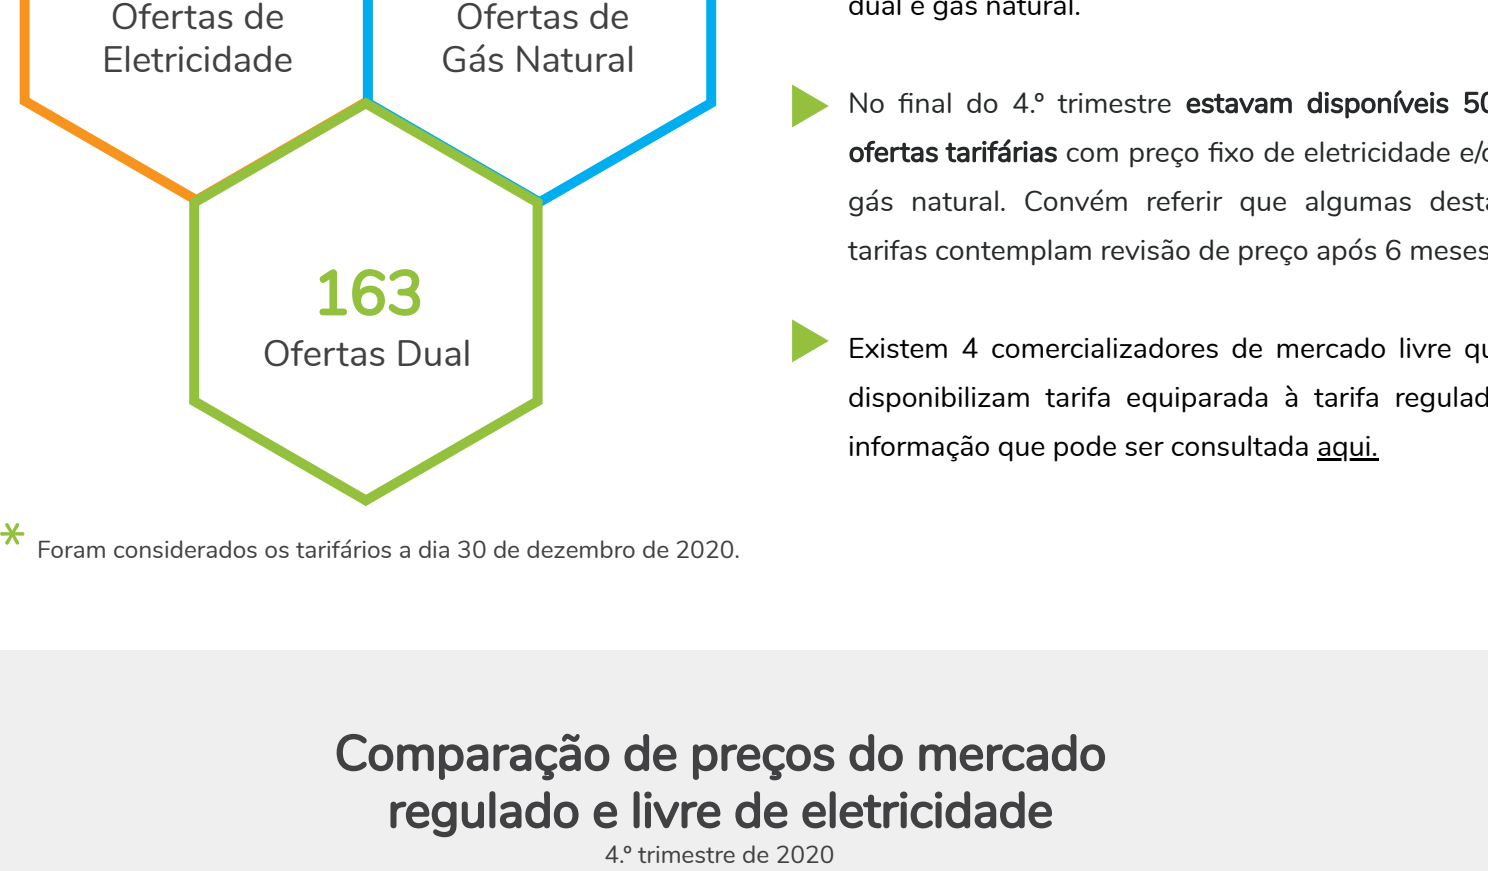 Ofertas de
Eletricidade
Ofertas de
Gás Natural
163
Ofertas Dual
* Foram considerados os tarifários a dia 30 de dezembro de 2020.
dual e gás natural.
No final do 4.º trimestre estavam disponíveis
ofertas tarifárias com preço fixo de eletricidade
gás natural. Convém referir que algumas
tarifas contemplam revisão de preço após 6 meses
Existem 4 comercializadores de mercado livre
disponibilizam tarifa equiparada à tarifa
informação que pode ser consultada aqui.
Comparação de preços do mercado
regulado e livre de eletricidade
4.º trimestre de 2020